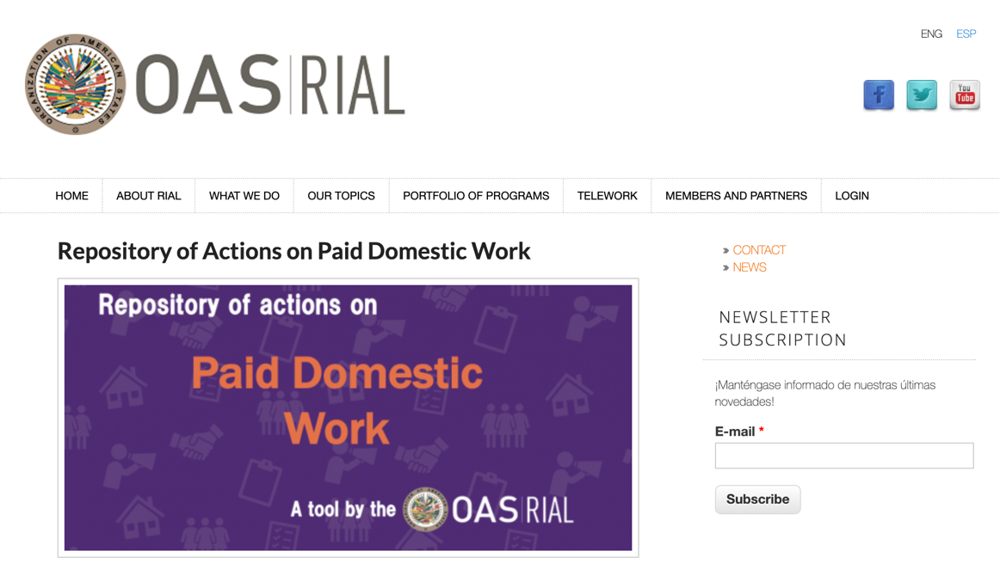 ENG ESP
ORGANIZATION OF AMERICAN STATES
OAS RIAL
You
Tube
HOME ABOUT RIAL WHAT WE DO OUR TOPICS PORTFOLIO OF PROGRAMS TELEWORK MEMBERS AND PARTNERS LOGIN
Repository of Actions on Paid Domestic Work
Repository of actions on
Paid Domestic
Work
A tool by the OAS RIAL
» CONTACT
» NEWS
NEWSLETTER
SUBSCRIPTION
¡Manténgase informado de nuestras últimas
novedades!
E-mail *
Subscribe